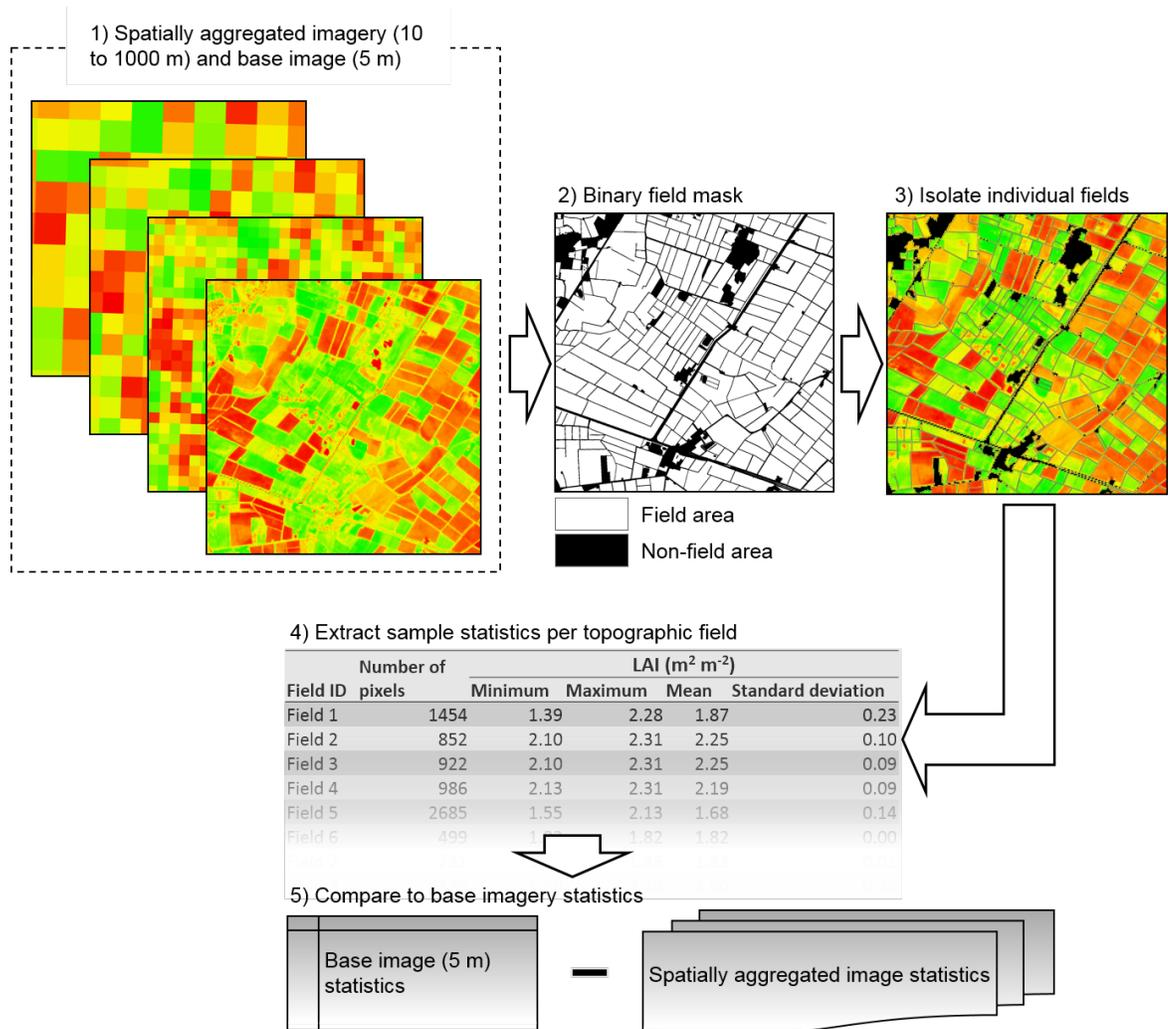 1) Spatially aggregated imagery (10
to 1000 m) and base image (5 m)
2) Binary field mask
3) Isolate individual fields
Field area
Non-field area
4) Extract sample statistics per topographic field
Number of LAI (m² m⁻²)
Field ID pixels Minimum Maximum Mean Standard deviation
Field 1 1454 1.39 2.28 1.87 0.23
Field 2 852 2.10 2.31 2.25 0.10
Field 3 922 2.10 2.31 2.25 0.09
Field 4 986 2.13 2.31 2.19 0.09
Field 5 2685 1.55 2.13 1.68 0.14
Field 6 499 1.82 1.82 0.00
5) Compare to base imagery statistics
Base image (5 m)
statistics
Spatially aggregated image statistics